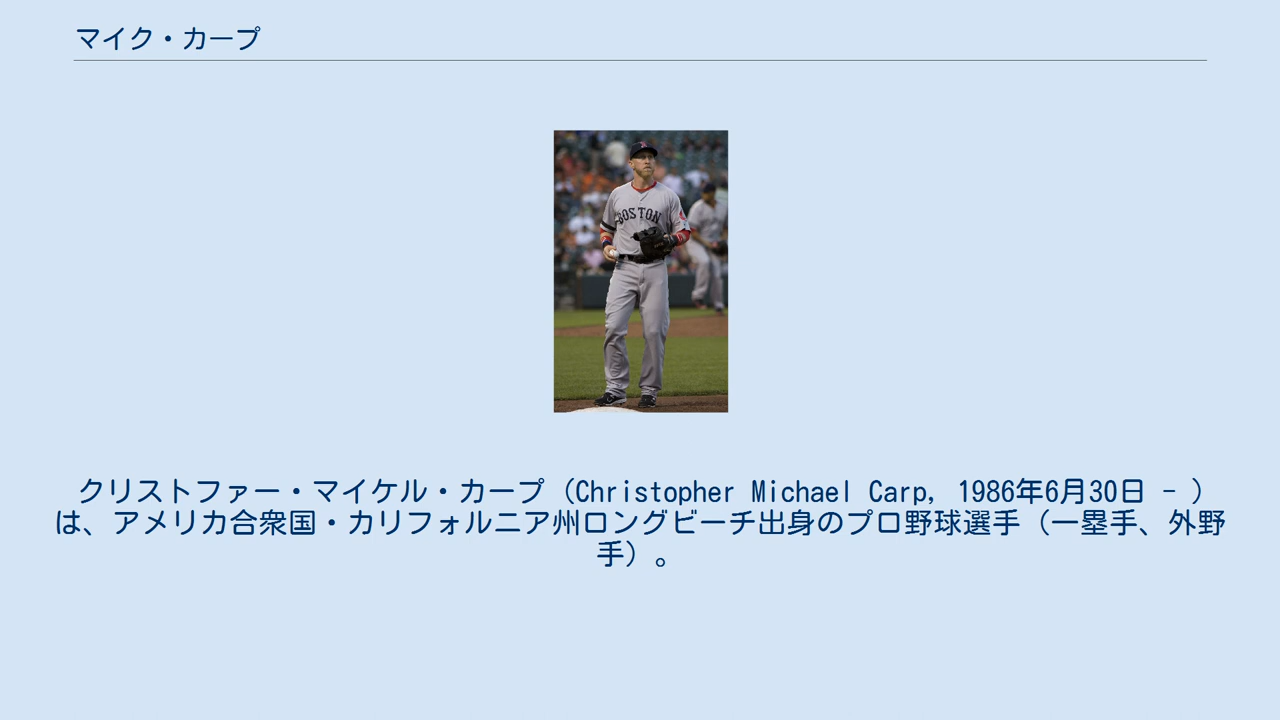 マイク・カープ
BOSTON
クリストファー・マイケル・カープ（Christopher Michael Carp, 1986年6月30日 - ）
は、アメリカ合衆国・カリフォルニア州ロングビーチ出身のプロ野球選手（一塁手、外野
手）。